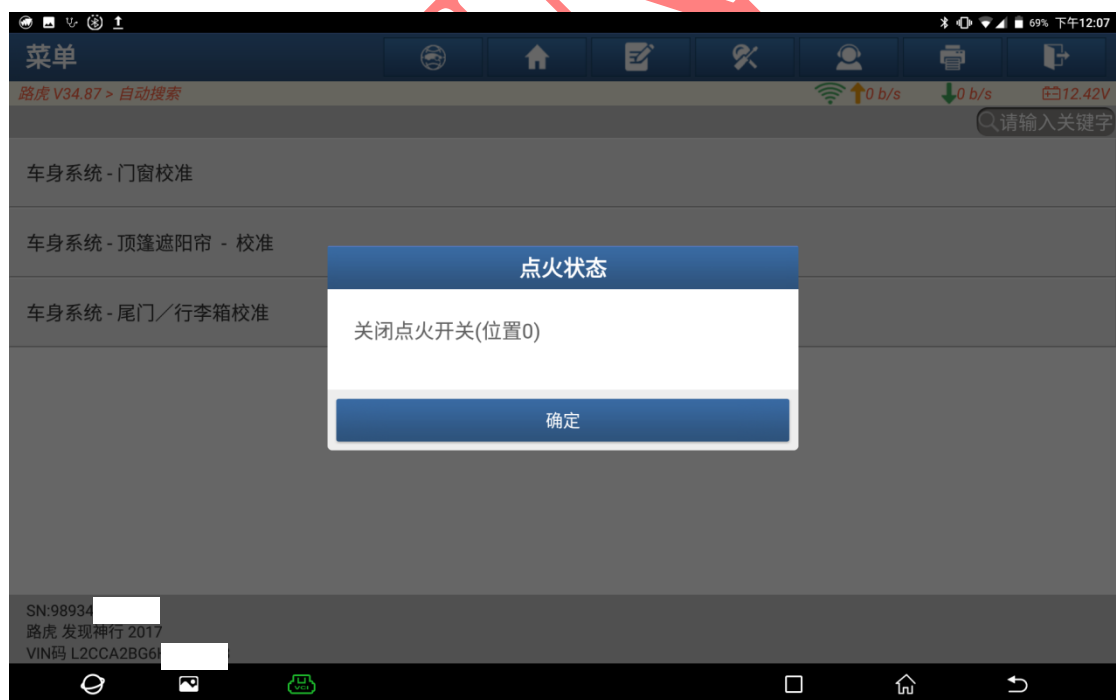 69% 下午12:07
菜单
路虎 V34.87 > 自动搜索
0 b/s 0 b/s 12.42V
请输入关键字
车身系统 - 门窗校准
车身系统 - 顶篷遮阳帘 - 校准
车身系统 - 尾门／行李箱校准
点火状态
关闭点火开关(位置0)
确定
SN:98934
路虎 发现神行 2017
VIN码 L2CCA2BG6
VCI